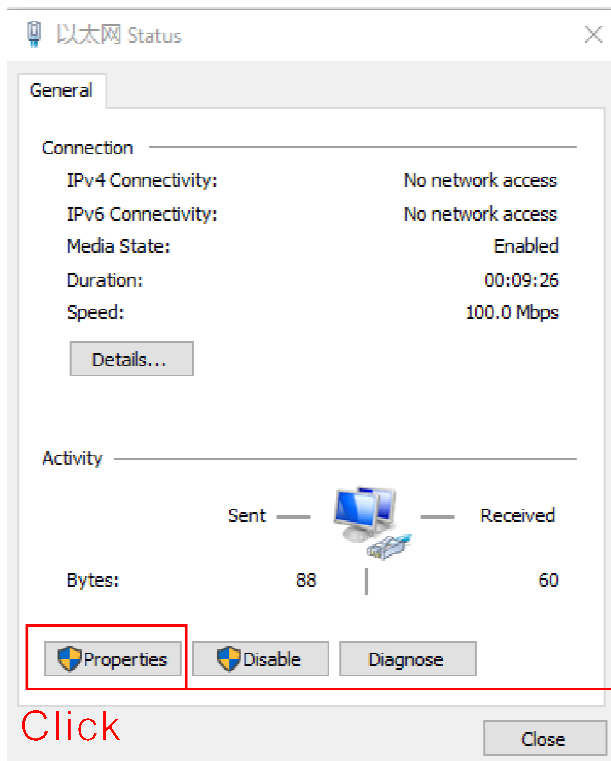 以太网 Status
General
Connection
IPv4 Connectivity: No network access
IPv6 Connectivity: No network access
Media State: Enabled
Duration: 00:09:26
Speed: 100.0 Mbps
Details...
Activity
Sent Received
Bytes: 88 60
Properties Disable Diagnose
Click
Close